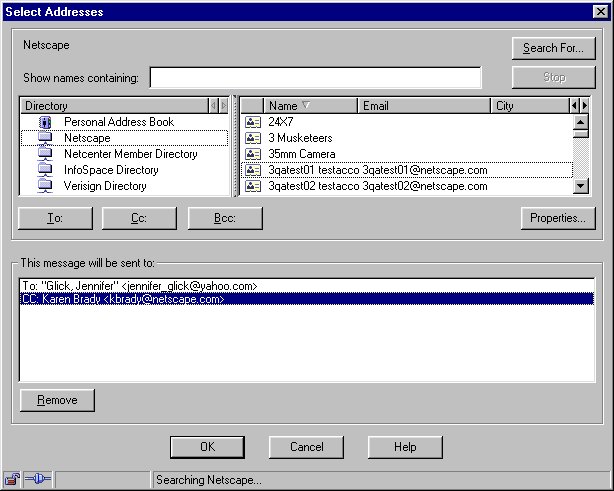 Select Addresses
Netscape
Search For...
Show names containing:
Stop
Directory
Name Email City
Personal Address Book
Netscape
Netcenter Member Directory
InfoSpace Directory
Verisign Directory
24X7
3 Musketeers
35mm Camera
3qatest01 testacco 3qatest01@netscape.com
3qatest02 testacco 3qatest02@netscape.com
To: Cc: Bcc: Properties...
This message will be sent to:
To: "Glick, Jennifer" <jennifer_glick@yahoo.com>
CC: Karen Brady <kbrady@netscape.com>
Remove
OK Cancel Help
Searching Netscape...